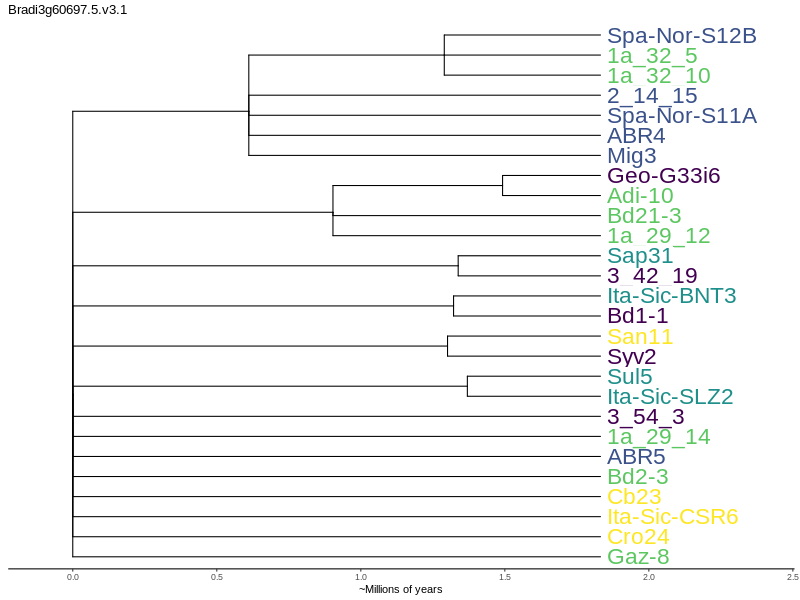 Bradi3g60697.5.v3.1
Spa-Nor-S12B
1a_32_5
1a_32_10
2_14_15
Spa-Nor-S11A
ABR4
Mig3
Geo-G33i6
Adi-10
Bd21-3
1a_29_12
Sap31
3_42_19
Ita-Sic-BNT3
Bd1-1
San11
Syv2
Sul5
Ita-Sic-SLZ2
3_54_3
1a_29_14
ABR5
Bd2-3
Cb23
Ita-Sic-CSR6
Cro24
Gaz-8
0.0 0.5 1.0 1.5 2.0 2.5
~Millions of years